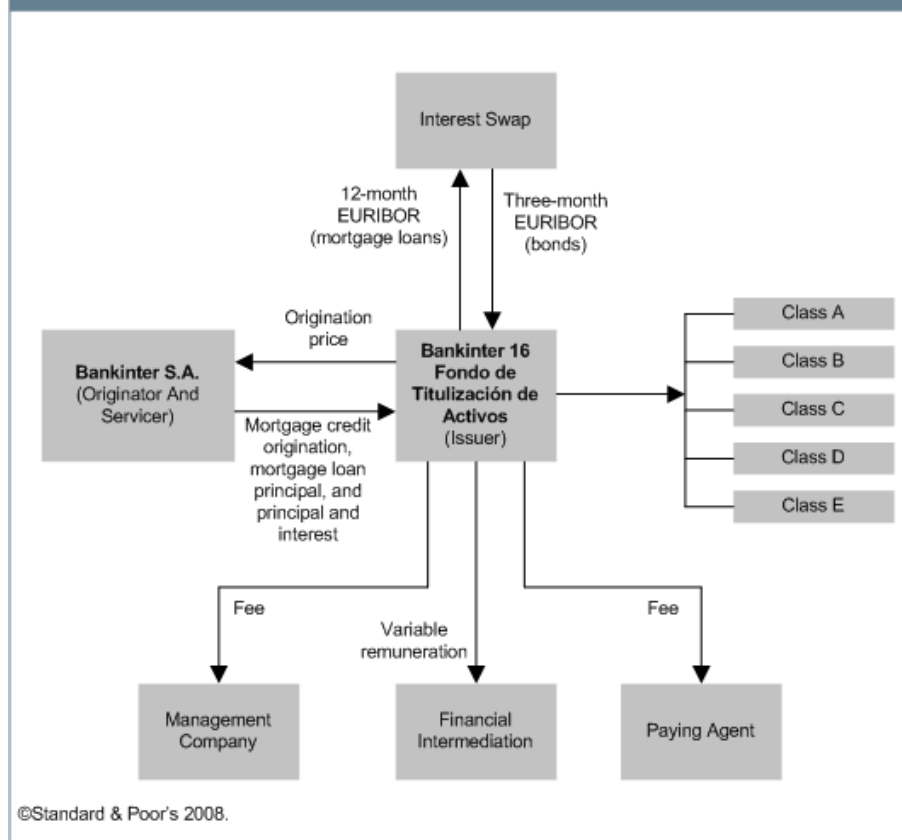 Interest Swap
12-month
EURIBOR
(mortgage loans)
Three-month
EURIBOR
(bonds)
Origination
price
Bankinter S.A.
(Originator And
Servicer)
Mortgage credit
origination,
mortgage loan
principal, and
principal and
interest
Bankinter 16
Fondo de
Titulización de
Activos
(Issuer)
Class A
Class B
Class C
Class D
Class E
Fee
Variable
remuneration
Fee
Management
Company
Financial
Intermediation
Paying Agent
©Standard & Poor's 2008.